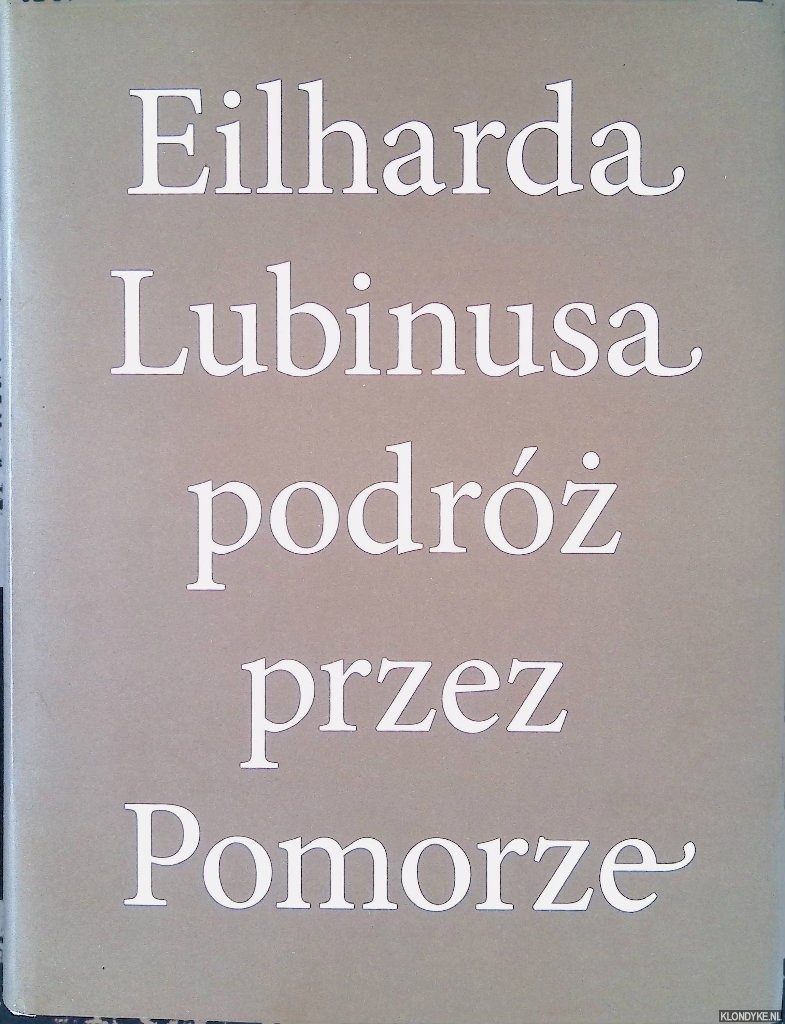 Eilharda
Lubinusa
podróż
przez
Pomorze
KLONDYKE.NL